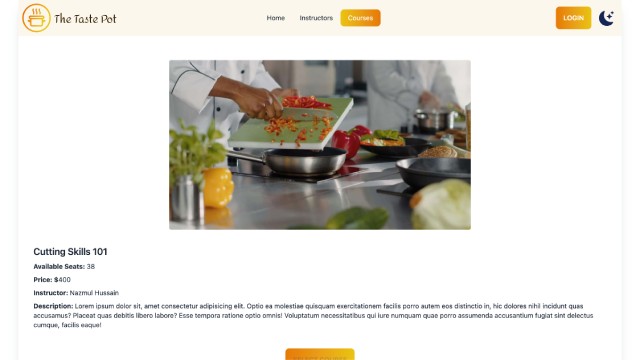 The Taste Pot
Home Instructors Courses
LOGIN
Cutting Skills 101
Available Seats: 38
Price: $400
Instructor: Nazmul Hussain
Description: Lorem ipsum dolor sit, amet consectetur adipisicing elit. Optio ea molestiae quisquam exercitationem facilis porro autem eos distinctio in, hic dolores nihil incidunt quas
accusamus? Placeat quas debitis libero labore? Esse tempora ratione optio omnis! Voluptatum necessitatibus qui iure numquam quae porro assumenda accusantium fugiat sint delectus
cumque, facilis eaque!